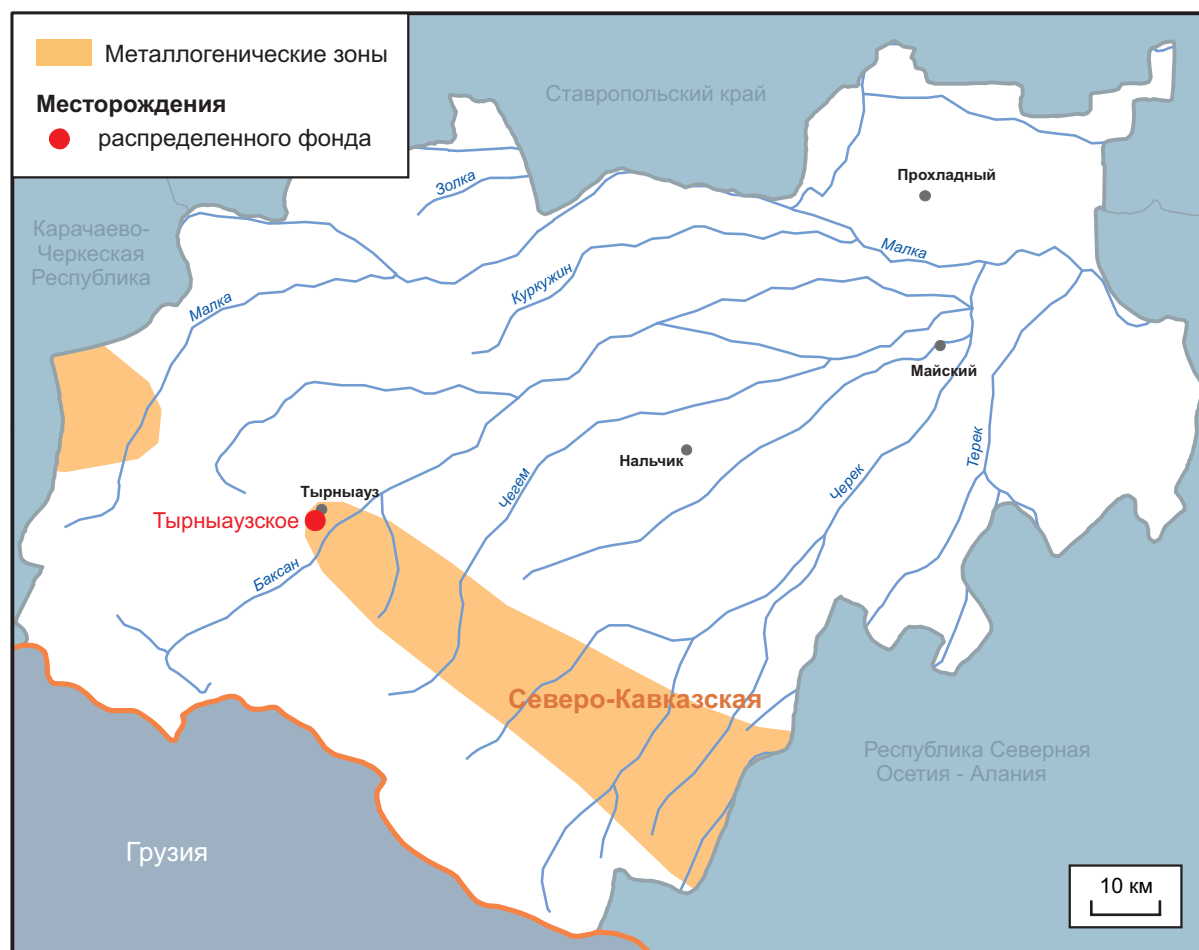 Металлогенические зоны
Месторождения
распределенного фонда
Ставропольский край
Прохладный
Золка
Карачаево-
Черкеская
Республика
Малка
Малка
Куркужин
Майский
Нальчик
Чегем
Черек
Терек
Тырныауз
Тырныаузское
Баксан
Северо-Кавказская
Республика Северная
Осетия - Алания
Грузия
10 км